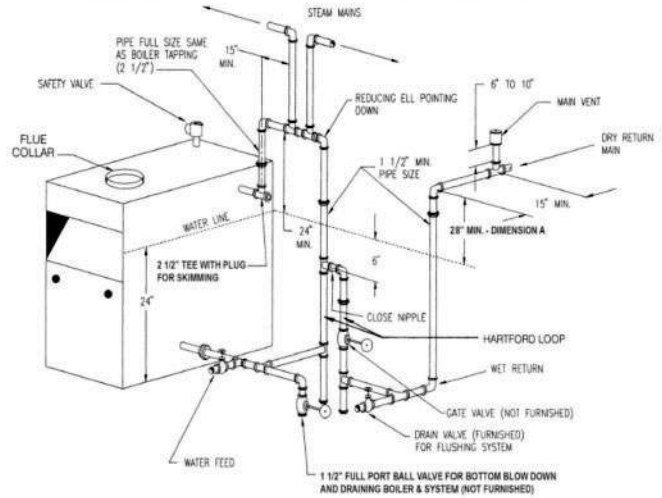 STEAM MAINS
PIPE FULL SIZE SAME
AS BOILER TAPPING
(2 1/2")
15"
MIN.
SAFETY VALVE
6" TO 10"
MAIN VENT
REDUCING ELL POINTING
DOWN
FLUE
COLLAR
DRY RETURN
MAIN
1 1/2" MIN.
PIPE SIZE
15" MIN.
WATER LINE
24"
MIN.
28" MIN. - DIMENSION A
2 1/2" TEE WITH PLUG
FOR SKIMMING
6"
24"
CLOSE NIPPLE
HARTFORD LOOP
WET RETURN
GATE VALVE (NOT FURNISHED)
DRAIN VALVE (FURNISHED)
FOR FLUSHING SYSTEM
WATER FEED
1 1/2" FULL PORT BALL VALVE FOR BOTTOM BLOW DOWN
AND DRAINING BOILER & SYSTEM (NOT FURNISHED)